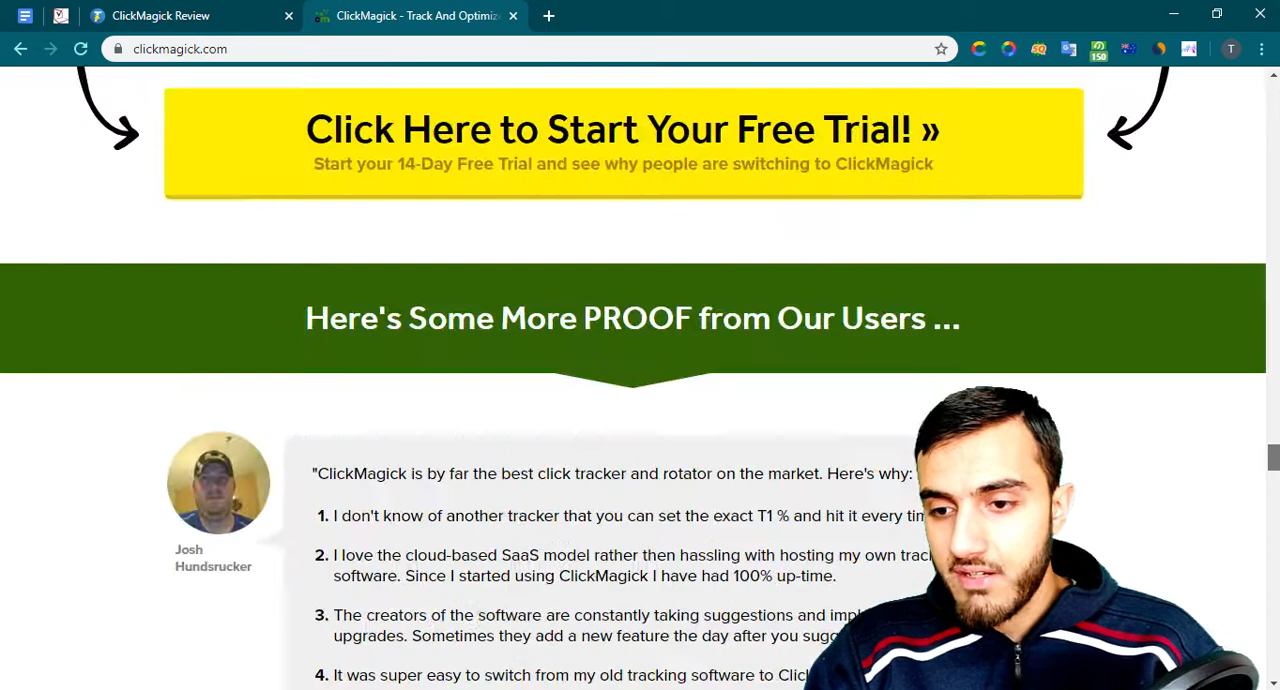 ClickMagick Review
ClickMagick - Track And Optimiz
clickmagick.com
150
T
Click Here to Start Your Free Trial! »
Start your 14-Day Free Trial and see why people are switching to ClickMagick
Here's Some More PROOF from Our Users ...
Josh
Hundsrucker
"ClickMagick is by far the best click tracker and rotator on the market. Here's why:
1. I don't know of another tracker that you can set the exact T1 % and hit it every
2. I love the cloud-based SaaS model rather then hassling with hosting my own
software. Since I started using ClickMagick I have had 100% up-time.
3. The creators of the software are constantly taking suggestions and
upgrades. Sometimes they add a new feature the day after you
4. It was super easy to switch from my old tracking software to